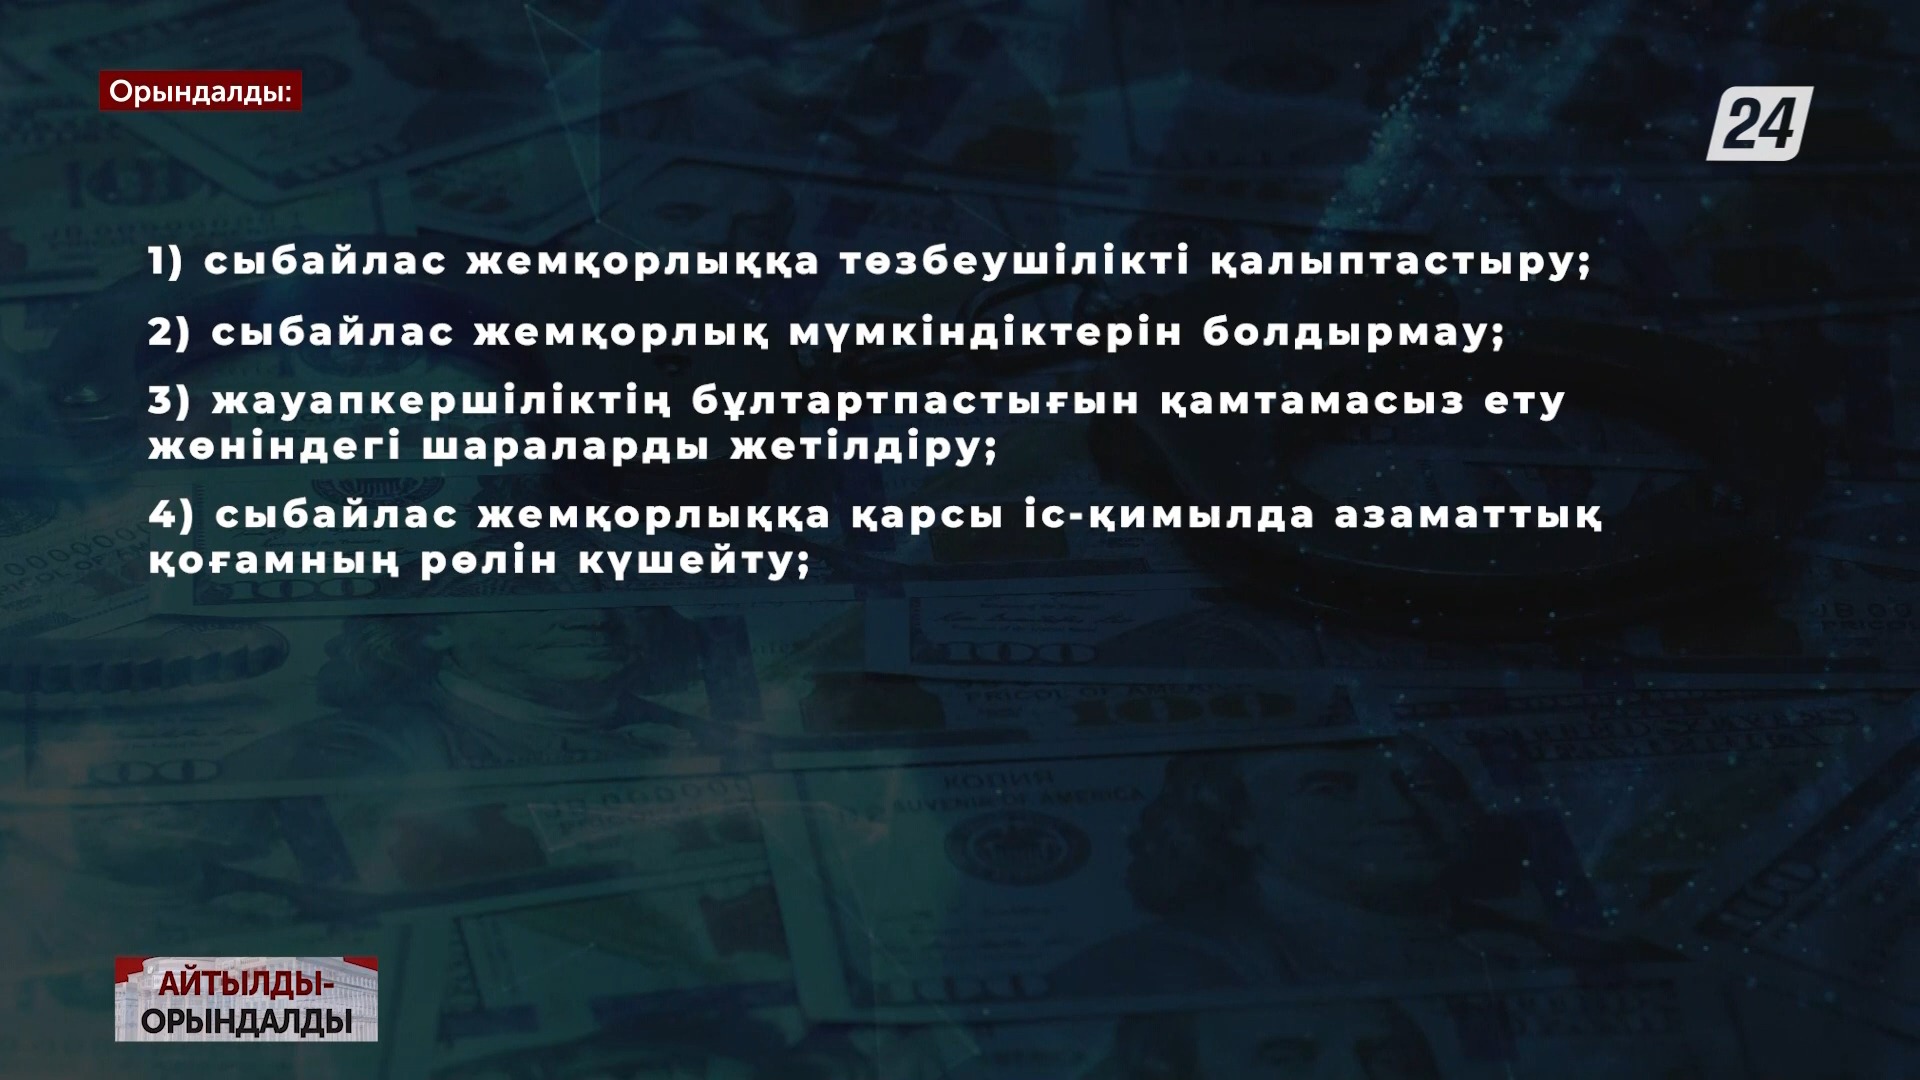 Орындалды:
24
1) сыбайлас жемқорлыққа төзбеушілікті қалыптастыру;
2) сыбайлас жемқорлық мүмкіндіктерін болдырмау;
3) жауапкершіліктің бұлтартпастығын қамтамасыз ету
жөніндегі шараларды жетілдіру;
4) сыбайлас жемқорлыққа қарсы іс-қимылда азаматтық
қоғамның рөлін күшейту;
АЙТЫЛДЫ-
ОРЫНДАЛДЫ